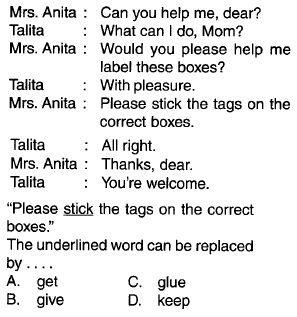 Mrs. Anita : Can you help me, dear?
Talita : What can I do, Mom?
Mrs. Anita : Would you please help me
label these boxes?
Talita : With pleasure.
Mrs. Anita : Please stick the tags on the
correct boxes.
Talita : All right.
Mrs. Anita : Thanks, dear.
Talita : You're welcome.
“Please stick the tags on the correct
boxes.”
The underlined word can be replaced
by . . . .
A. get C. glue
B. give D. keep